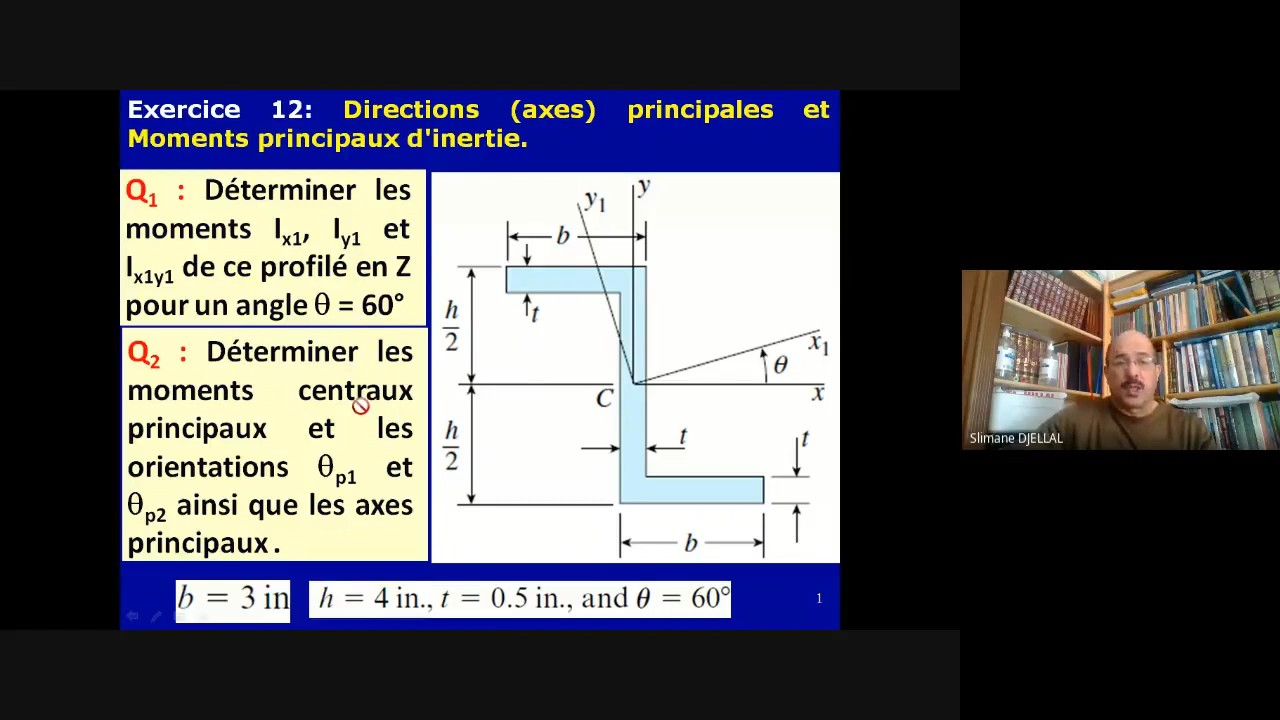 Exercice 12: Directions (axes) principales et
Moments principaux d'inertie.
Q1 : Déterminer les
moments Ix1, Iy1 et
Ix1y1 de ce profilé en Z
pour un angle θ = 60°
Q2 : Déterminer les
moments centraux
principaux et les
orientations θp1 et
θp2 ainsi que les axes
principaux.
y
y1
b
h/2
t
x1
θ
C
x
h/2
t
t
b
b = 3 in
h = 4 in., t = 0.5 in., and θ = 60°
1
Slimane DJELLAL